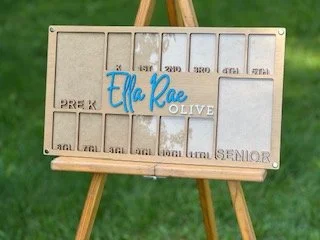 K 1ST 2ND 3RD 4TH 5TH
PRE K
Ella Rae
OLIVE
6TH 7TH 8TH 9TH 10TH 11TH SENIOR